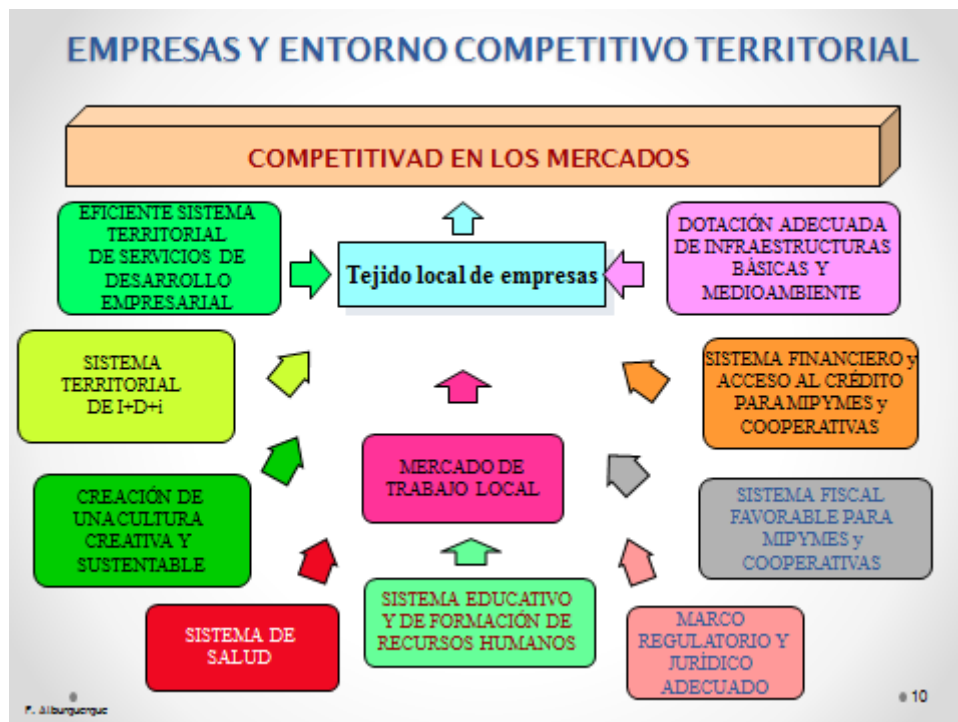 EMPRESAS Y ENTORNO COMPETITIVO TERRITORIAL
COMPETITIVAD EN LOS MERCADOS
EFICIENTE SISTEMA
TERRITORIAL
DE SERVICIOS DE
DESARROLLO
EMPRESARIAL
Tejido local de empresas
DOTACIÓN ADECUADA
DE INFRAESTRUCTURAS
BÁSICAS Y
MEDIOAMBIENTE
SISTEMA
TERRITORIAL
DE I+D+i
SISTEMA FINANCIERO y
ACCESO AL CRÉDITO
PARA MIPYMES y
COOPERATIVAS
MERCADO DE
TRABAJO LOCAL
CREACIÓN DE
UNA CULTURA
CREATIVA Y
SUSTENTABLE
SISTEMA FISCAL
FAVORABLE PARA
MIPYMES y
COOPERATIVAS
SISTEMA DE
SALUD
SISTEMA EDUCATIVO
Y DE FORMACIÓN DE
RECURSOS HUMANOS
MARCO
REGULATORIO Y
JURÍDICO
ADECUADO
F. Alburquerque
10